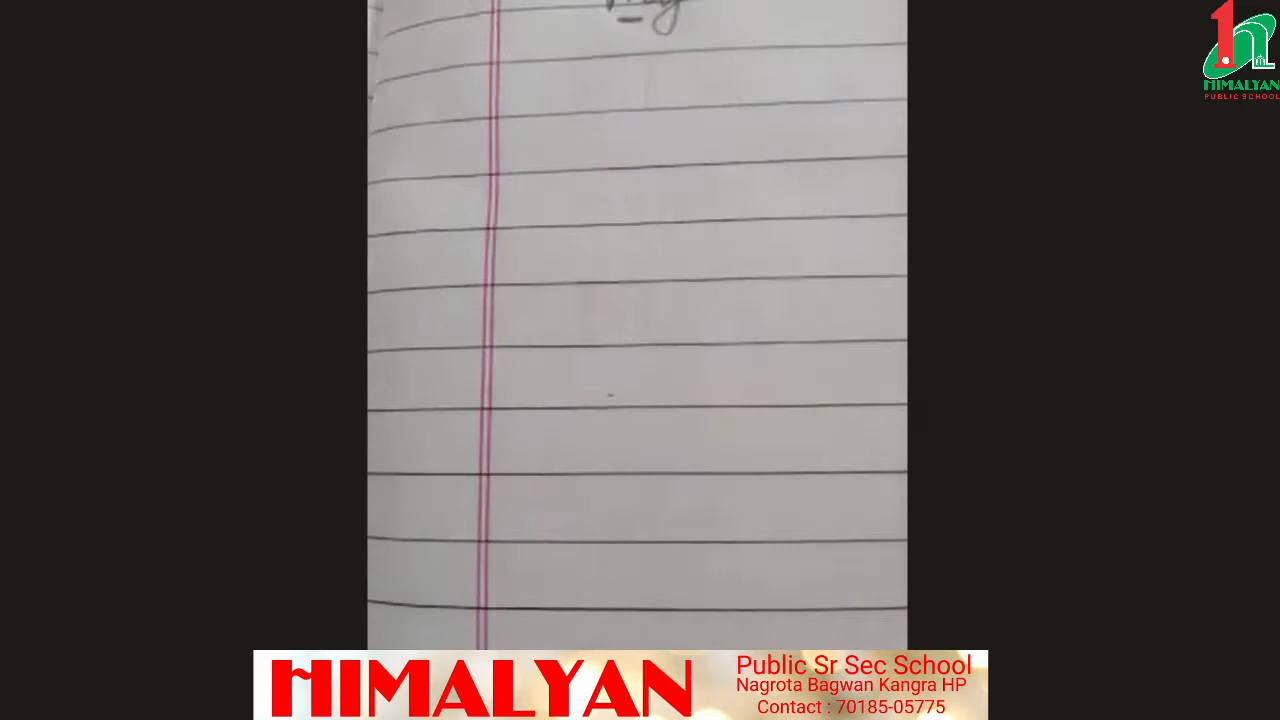 HIMALYAN
PUBLIC SCHOOL
HIMALYAN
Public Sr Sec School
Nagrota Bagwan Kangra HP
Contact : 70185-05775